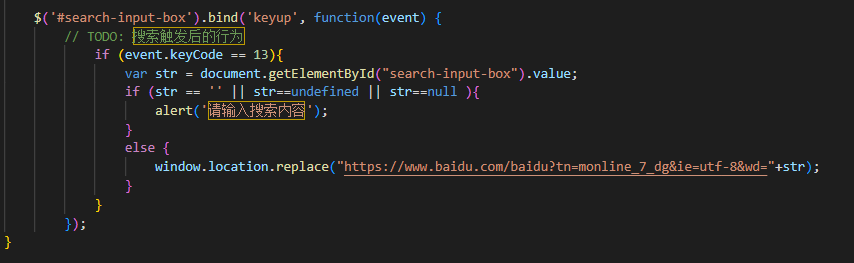 $('#search-input-box').bind('keyup', function(event) {
// TODO: 搜索触发后的行为
if (event.keyCode == 13){
var str = document.getElementById("search-input-box").value;
if (str == '' || str==undefined || str==null ){
alert('请输入搜索内容');
}
else {
window.location.replace("https://www.baidu.com/baidu?tn=monline_7_dg&ie=utf-8&wd="+str);
}
}
});
}